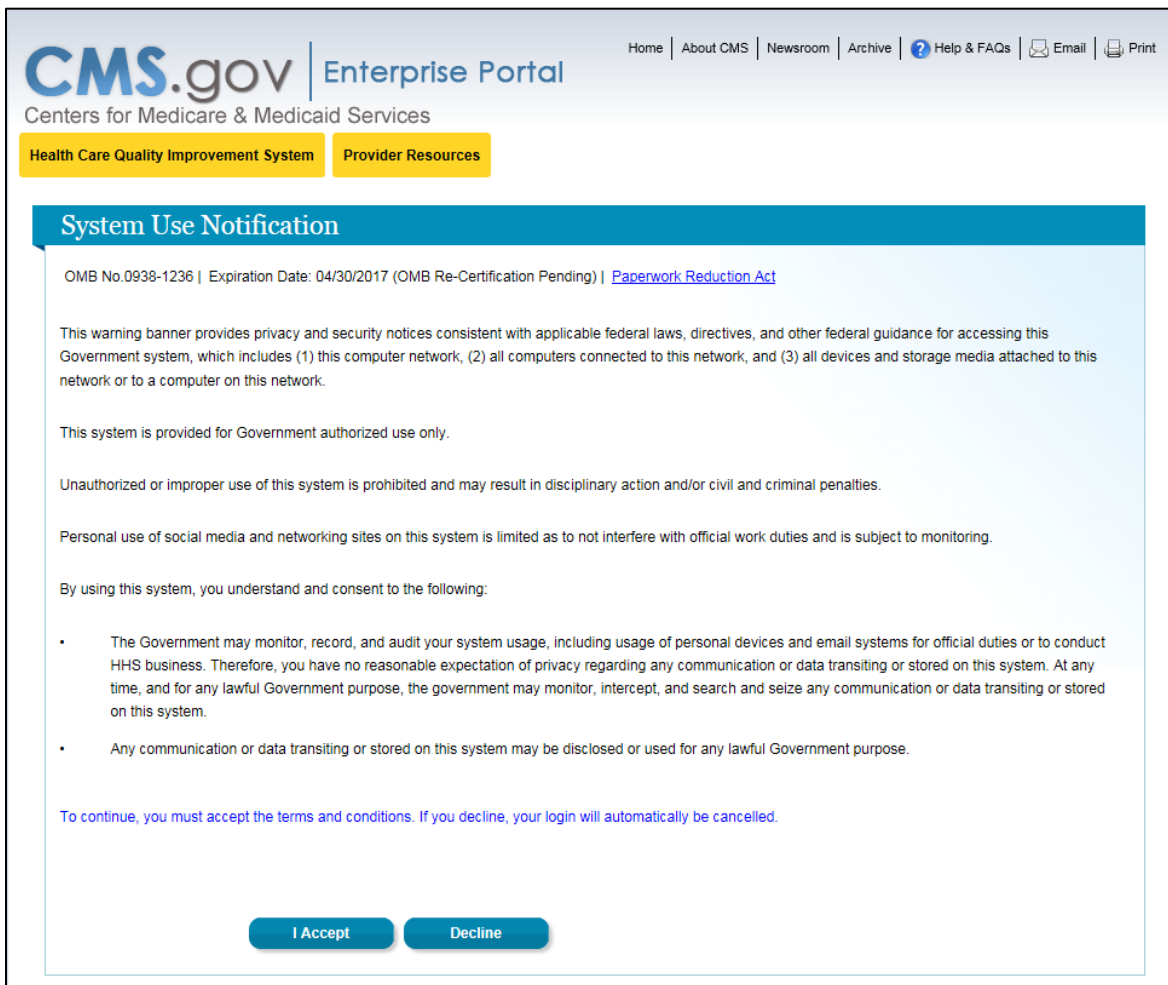 Home | About CMS | Newsroom | Archive | Help & FAQs | Email | Print
CMS.gov | Enterprise Portal
Centers for Medicare & Medicaid Services
Health Care Quality Improvement System Provider Resources
System Use Notification
OMB No.0938-1236 | Expiration Date: 04/30/2017 (OMB Re-Certification Pending) | Paperwork Reduction Act
This warning banner provides privacy and security notices consistent with applicable federal laws, directives, and other federal guidance for accessing this
Government system, which includes (1) this computer network, (2) all computers connected to this network, and (3) all devices and storage media attached to this
network or to a computer on this network.
This system is provided for Government authorized use only.
Unauthorized or improper use of this system is prohibited and may result in disciplinary action and/or civil and criminal penalties.
Personal use of social media and networking sites on this system is limited as to not interfere with official work duties and is subject to monitoring.
By using this system, you understand and consent to the following:
• The Government may monitor, record, and audit your system usage, including usage of personal devices and email systems for official duties or to conduct
HHS business. Therefore, you have no reasonable expectation of privacy regarding any communication or data transiting or stored on this system. At any
time, and for any lawful Government purpose, the government may monitor, intercept, and search and seize any communication or data transiting or stored
on this system.
• Any communication or data transiting or stored on this system may be disclosed or used for any lawful Government purpose.
To continue, you must accept the terms and conditions. If you decline, your login will automatically be cancelled.
I Accept Decline